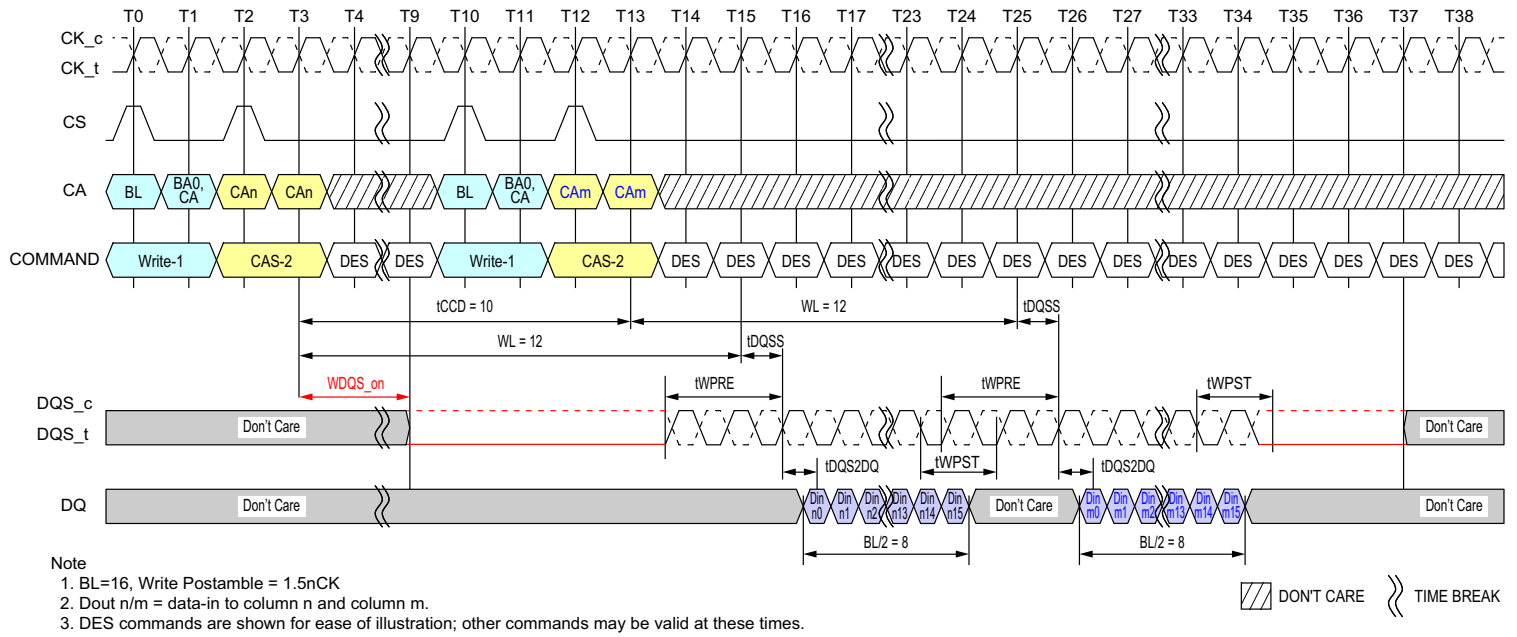 T0 T1 T2 T3 T4 T9 T10 T11 T12 T13 T14 T15 T16 T17 T23 T24 T25 T26 T27 T33 T34 T35 T36 T37 T38
CK_c
CK_t
CS
CA BL BA0, CA CAn CAn BL BA0, CA CAm CAm
COMMAND Write-1 CAS-2 DES DES Write-1 CAS-2 DES DES DES DES DES DES DES DES DES DES DES DES DES DES DES
tCCD = 10 WL = 12 tDQSS
WL = 12 tDQSS
WDQS_on tWPRE tWPRE tWPST
DQS_c
DQS_t Don't Care Don't Care
tDQS2DQ tWPST tDQS2DQ
DQ Don't Care Din n0 Din n1 Din n2 Din n13 Din n14 Din n15 Don't Care Din m0 Din m1 Din m2 Din m13 Din m14 Din m15 Don't Care
BL/2 = 8 BL/2 = 8
Note
1. BL=16, Write Postamble = 1.5nCK
2. Dout n/m = data-in to column n and column m.
3. DES commands are shown for ease of illustration; other commands may be valid at these times.
DON'T CARE TIME BREAK